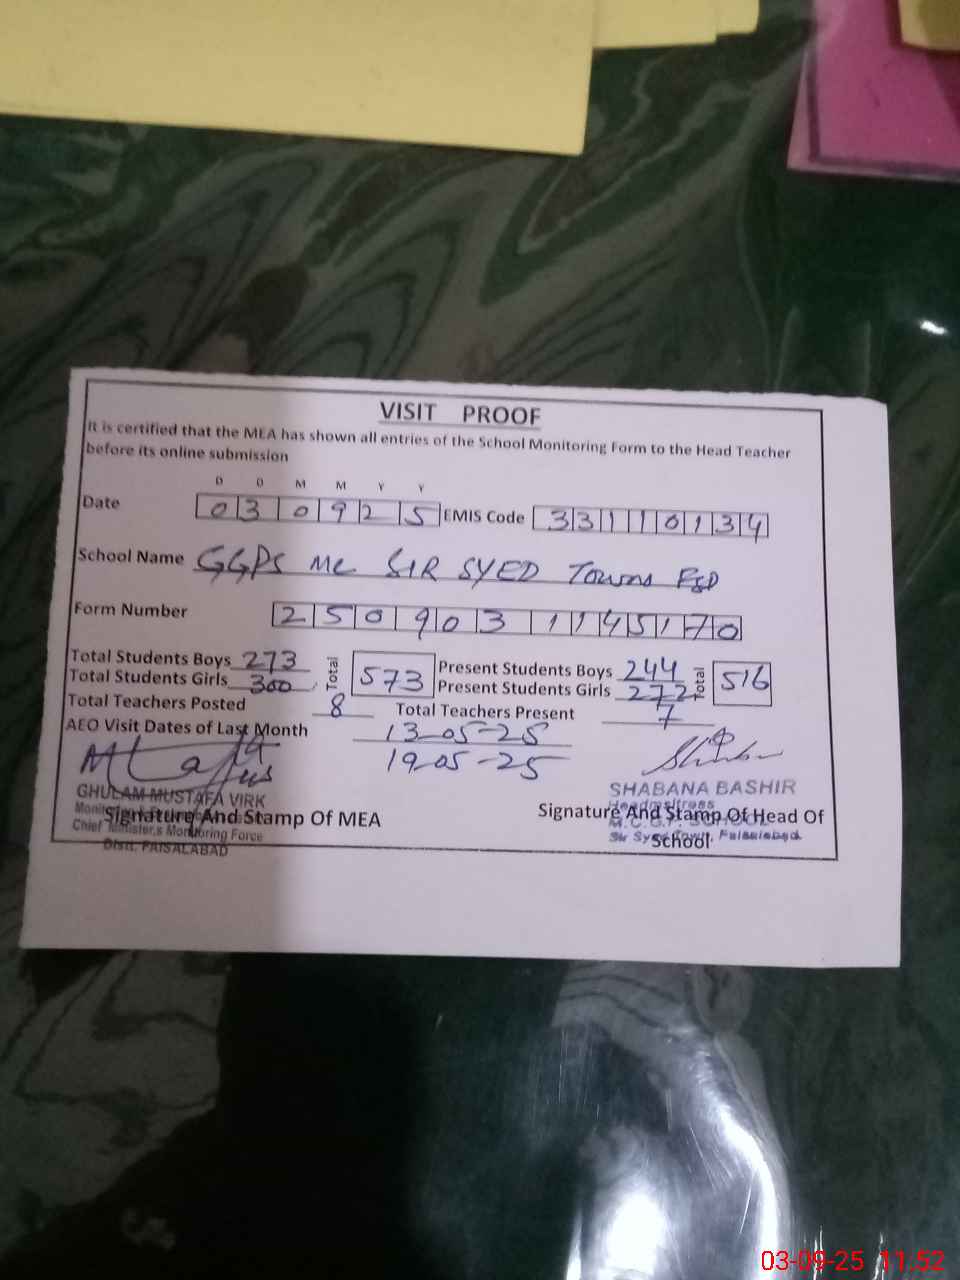 VISIT PROOF
It is certified that the MEA has shown all entries of the School Monitoring Form to the Head Teacher
before its online submission
D D M M Y Y
Date 0 3 0 9 2 5 EMIS Code 3 3 1 1 0 1 3 4
School Name GGPS MC SIR SYED Town FSD
Form Number 2 5 0 9 0 3 1 1 4 5 1 7 0
Total Students Boys 273 Total 573 Present Students Boys 244 Total 516
Total Students Girls 300 Present Students Girls 272
Total Teachers Posted 8 Total Teachers Present 7
AEO Visit Dates of Last Month 13-05-25
19-05-25
GHULAM MUSTAFA VIRK SHABANA BASHIR
Headmistress
Signature And Stamp Of MEA Signature And Stamp Of Head Of
School
Chief Minister,s Monitoring Force Sir Syed Town, Faisalabad
Distt. FAISALABAD
03-09-25 11.52